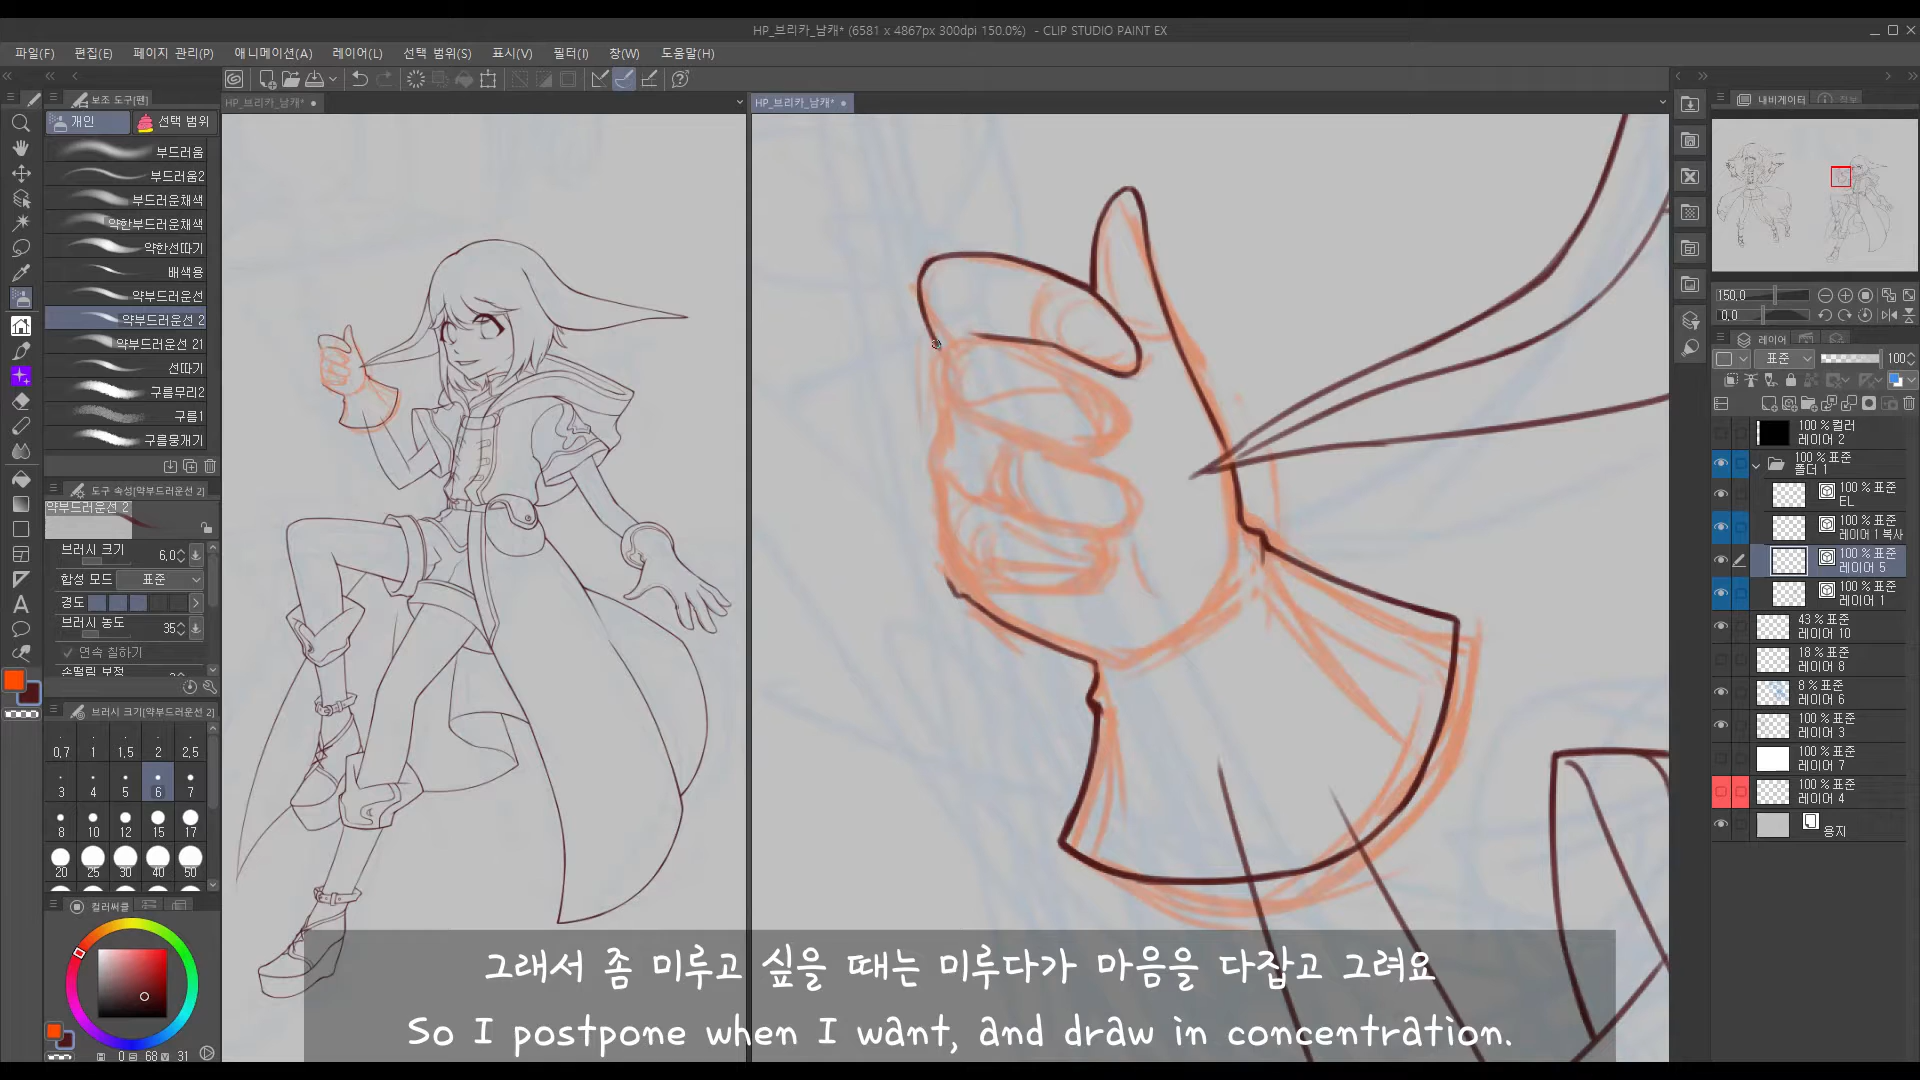 HP_브리카_남캐* (6581 x 4867px 300dpi 150.0%) - CLIP STUDIO PAINT EX
파일(F) 편집(E) 페이지 관리(P) 애니메이션(A) 레이어(L) 선택 범위(S) 표시(V) 필터(I) 창(W) 도움말(H)
보조 도구[펜]
HP_브리카_남캐*
HP_브리카_남캐*
내비게이터
정보
개인
선택 범위
부드러움
부드러움2
부드러운채색
약한부드러운채색
약한선따기
배색용
약부드러운선
약부드러운선 2
약부드러운선 21
선따기
구름무리2
구름1
구름뭉개기
도구 속성[약부드러운선 2]
약부드러운선 2
브러시 크기 6.0
합성 모드 표준
경도
브러시 농도 35
연속 칠하기
손떨림 보정
브러시 크기[약부드러운선 2]
0.7 1 1.5 2 2.5
3 4 5 6 7
8 10 12 15 17
20 25 30 40 50
컬러써클
0 68 31
150.0
0.0
레이어
표준 100
100 % 컬러
레이어 2
100 % 표준
폴더 1
100 % 표준
EL
100 % 표준
레이어 1 복사
100 % 표준
레이어 5
100 % 표준
레이어 1
43 % 표준
레이어 10
18 % 표준
레이어 8
8 % 표준
레이어 6
100 % 표준
레이어 3
100 % 표준
레이어 7
100 % 표준
레이어 4
용지
그래서 좀 미루고 싶을 때는 미루다가 마음을 다잡고 그려요
So I postpone when I want, and draw in concentration.